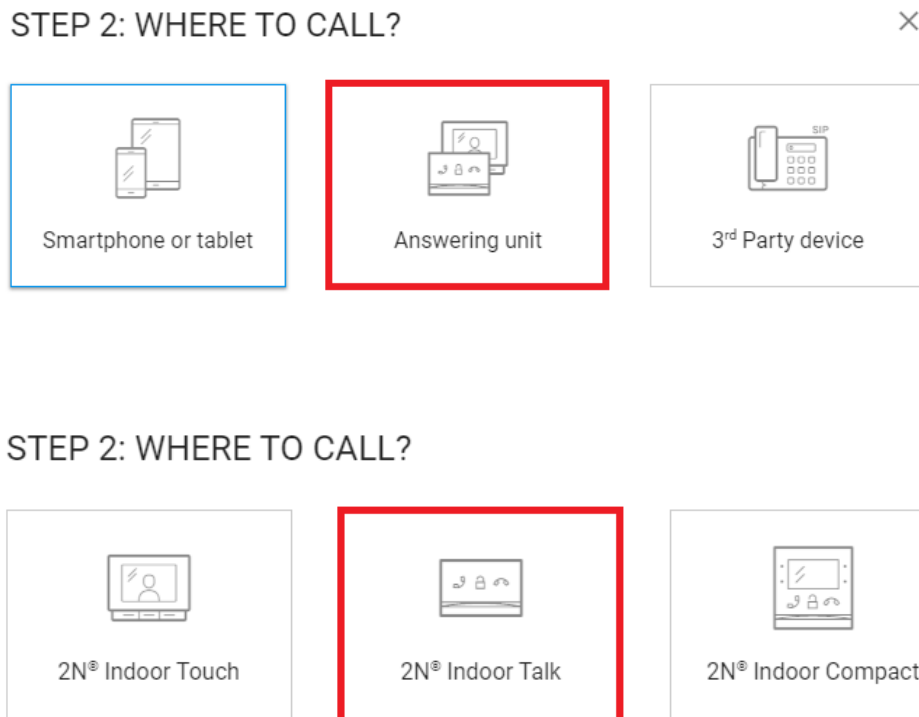 STEP 2: WHERE TO CALL?
SIP
Smartphone or tablet
Answering unit
3rd Party device
STEP 2: WHERE TO CALL?
2N® Indoor Touch
2N® Indoor Talk
2N® Indoor Compact